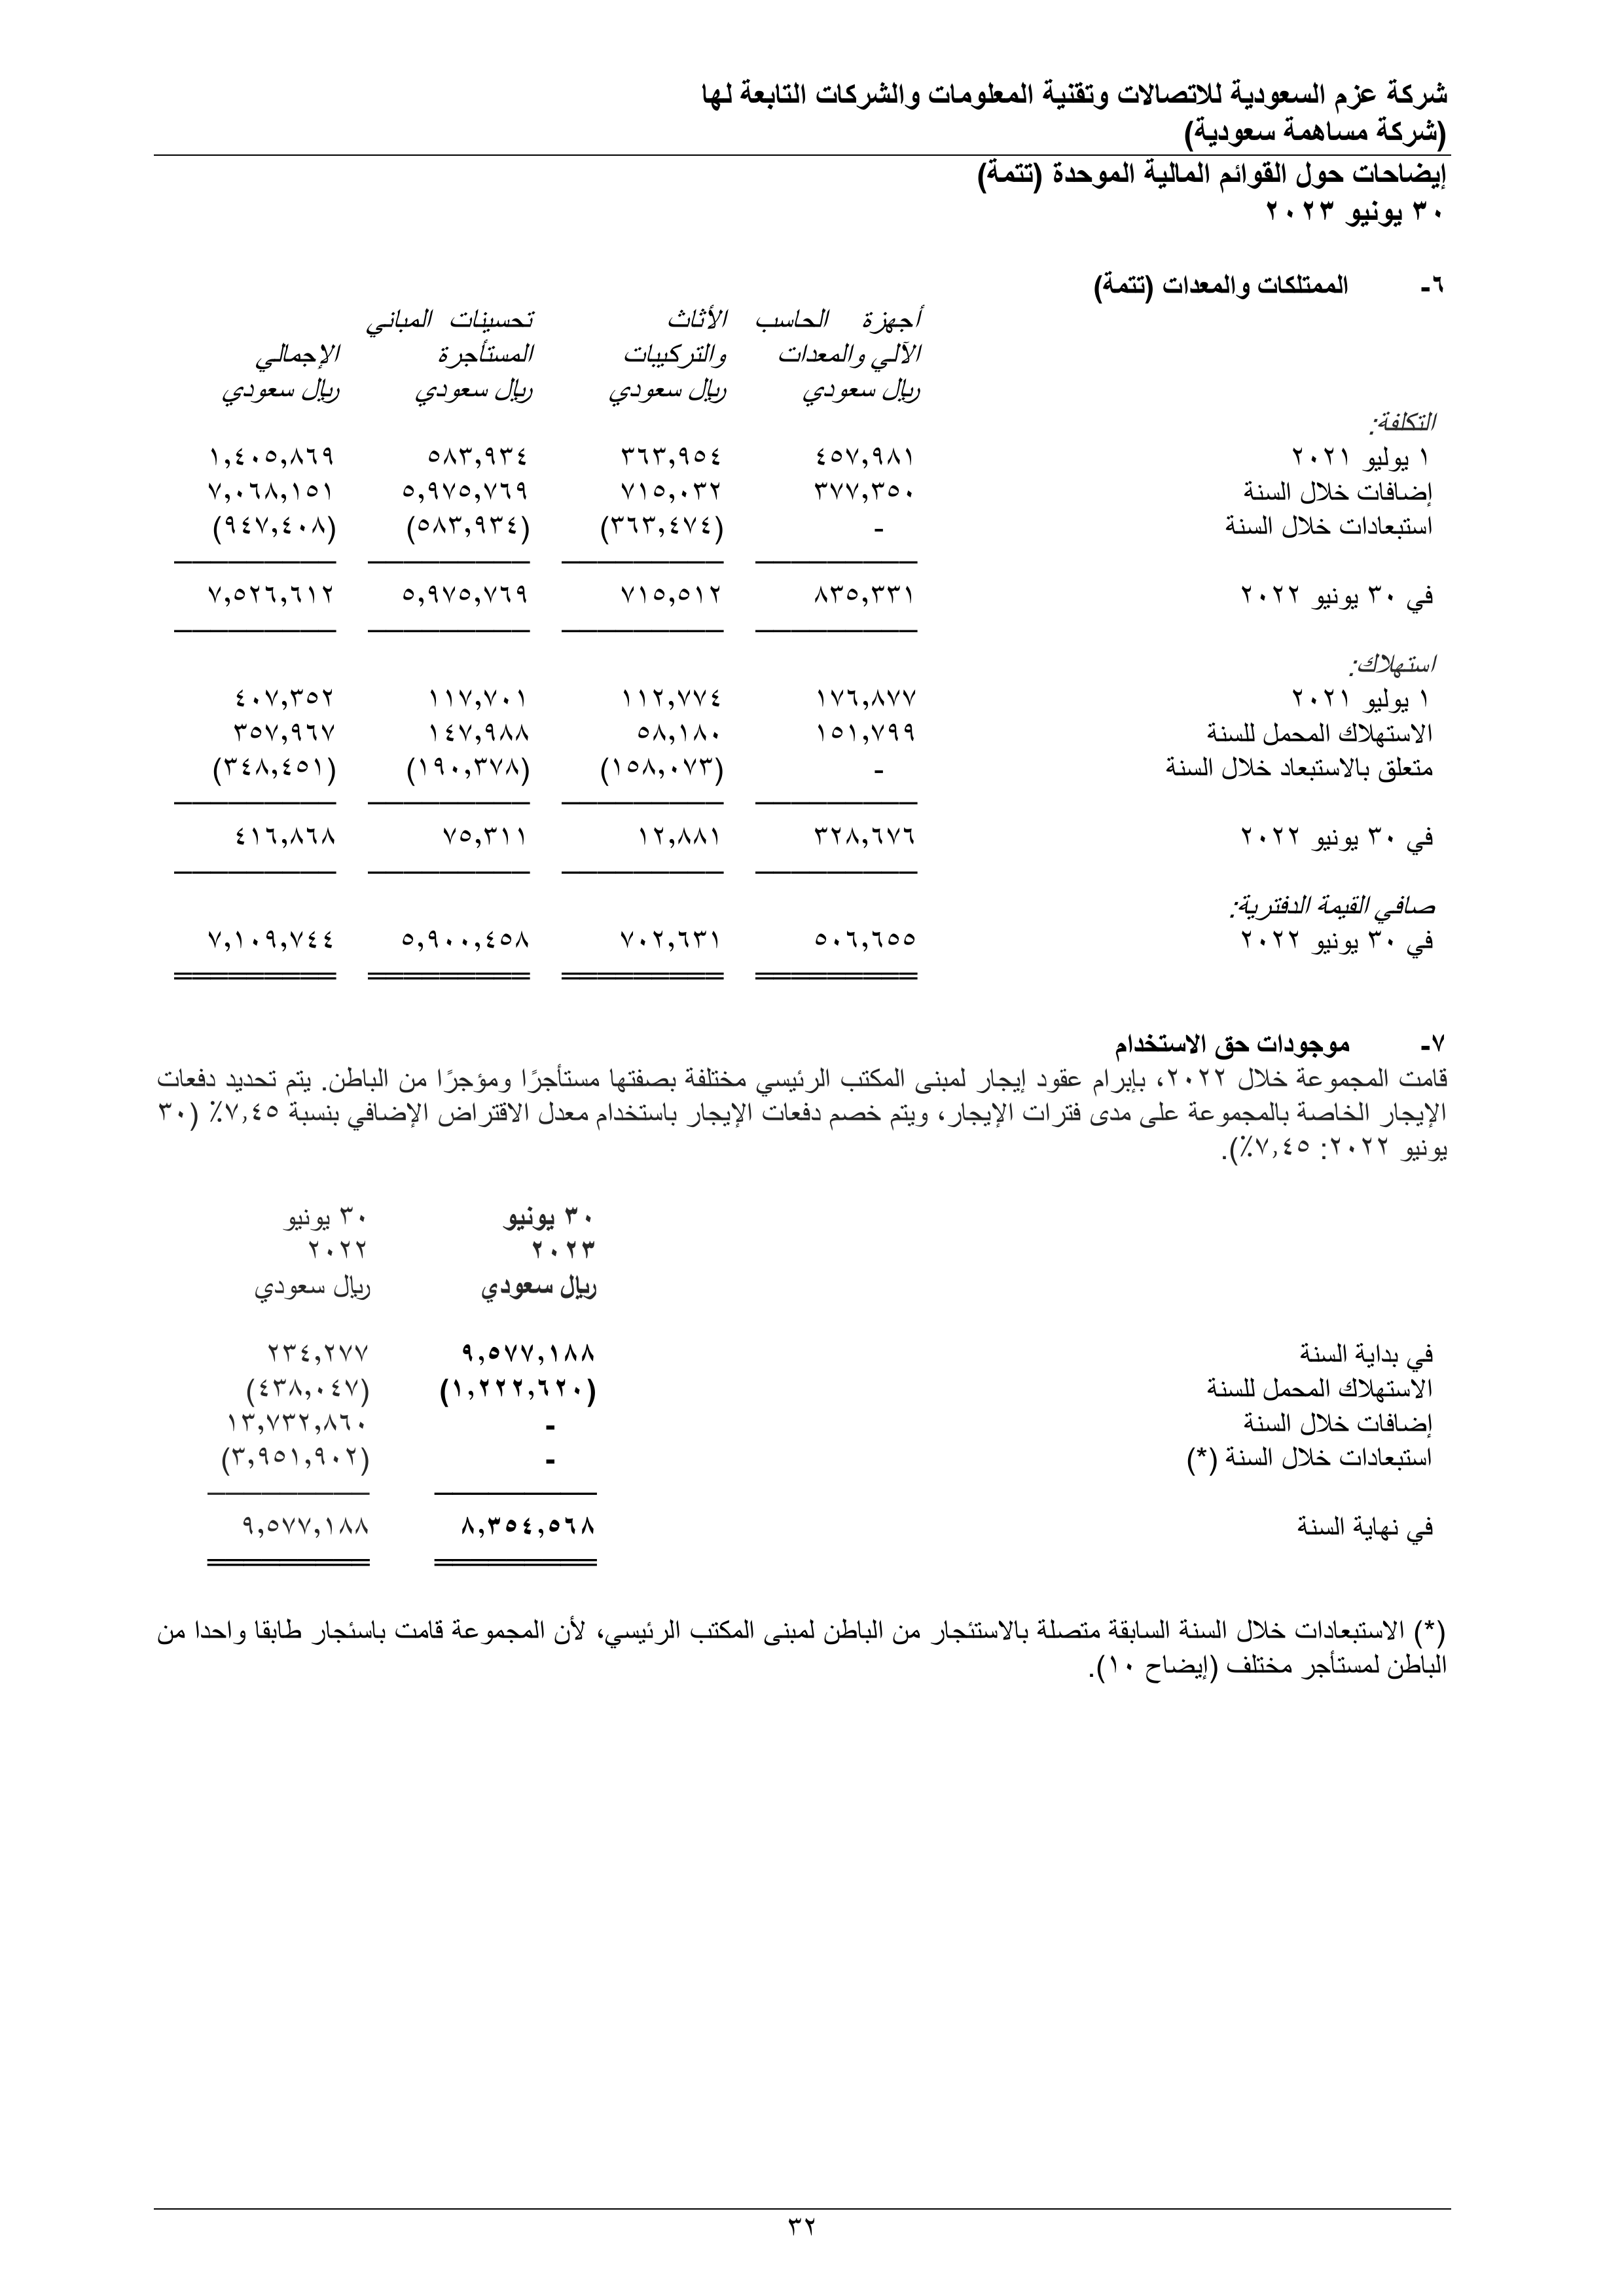 شركة عزم السعودية للاتصالات وتقنية المعلومات والشركات التابعة لها
(شركة مساهمة سعودية)
إيضاحات حول القوائم المالية الموحدة (تتمة)
٣٠ يونيو ٢٠٢٣
٦- الممتلكات والمعدات (تتمة)
أجهزة الحاسب الأثاث تحسينات المباني
الآلي والمعدات والتركيبات المستأجرة الإجمالي
ريال سعودي ريال سعودي ريال سعودي ريال سعودي
التكلفة:
١ يوليو ٢٠٢١ ٤٥٧,٩٨١ ٣٦٣,٩٥٤ ٥٨٣,٩٣٤ ١,٤٠٥,٨٦٩
إضافات خلال السنة ٣٧٧,٣٥٠ ٧١٥,٠٣٢ ٥,٩٧٥,٧٦٩ ٧,٠٦٨,١٥١
استبعادات خلال السنة - (٣٦٣,٤٧٤) (٥٨٣,٩٣٤) (٩٤٧,٤٠٨)
في ٣٠ يونيو ٢٠٢٢ ٨٣٥,٣٣١ ٧١٥,٥١٢ ٥,٩٧٥,٧٦٩ ٧,٥٢٦,٦١٢
استهلاك:
١ يوليو ٢٠٢١ ١٧٦,٨٧٧ ١١٢,٧٧٤ ١١٧,٧٠١ ٤٠٧,٣٥٢
الاستهلاك المحمل للسنة ١٥١,٧٩٩ ٥٨,١٨٠ ١٤٧,٩٨٨ ٣٥٧,٩٦٧
متعلق بالاستبعاد خلال السنة - (١٥٨,٠٧٣) (١٩٠,٣٧٨) (٣٤٨,٤٥١)
في ٣٠ يونيو ٢٠٢٢ ٣٢٨,٦٧٦ ١٢,٨٨١ ٧٥,٣١١ ٤١٦,٨٦٨
صافي القيمة الدفترية:
في ٣٠ يونيو ٢٠٢٢ ٥٠٦,٦٥٥ ٧٠٢,٦٣١ ٥,٩٠٠,٤٥٨ ٧,١٠٩,٧٤٤
٧- موجودات حق الاستخدام
قامت المجموعة خلال ٢٠٢٢، بإبرام عقود إيجار لمبنى المكتب الرئيسي مختلفة بصفتها مستأجرًا ومؤجرًا من الباطن. يتم تحديد دفعات
الإيجار الخاصة بالمجموعة على مدى فترات الإيجار، ويتم خصم دفعات الإيجار باستخدام معدل الاقتراض الإضافي بنسبة ٧,٤٥٪ (٣٠
يونيو ٢٠٢٢: ٧,٤٥٪).
٣٠ يونيو ٣٠ يونيو
٢٠٢٣ ٢٠٢٢
ريال سعودي ريال سعودي
في بداية السنة ٩,٥٧٧,١٨٨ ٢٣٤,٢٧٧
الاستهلاك المحمل للسنة (١,٢٢٢,٦٢٠) (٤٣٨,٠٤٧)
إضافات خلال السنة - ١٣,٧٣٢,٨٦٠
استبعادات خلال السنة (*) - (٣,٩٥١,٩٠٢)
في نهاية السنة ٨,٣٥٤,٥٦٨ ٩,٥٧٧,١٨٨
(*) الاستبعادات خلال السنة السابقة متصلة بالاستئجار من الباطن لمبنى المكتب الرئيسي، لأن المجموعة قامت باسئجار طابقا واحدا من
الباطن لمستأجر مختلف (إيضاح ١٠).
٣٢